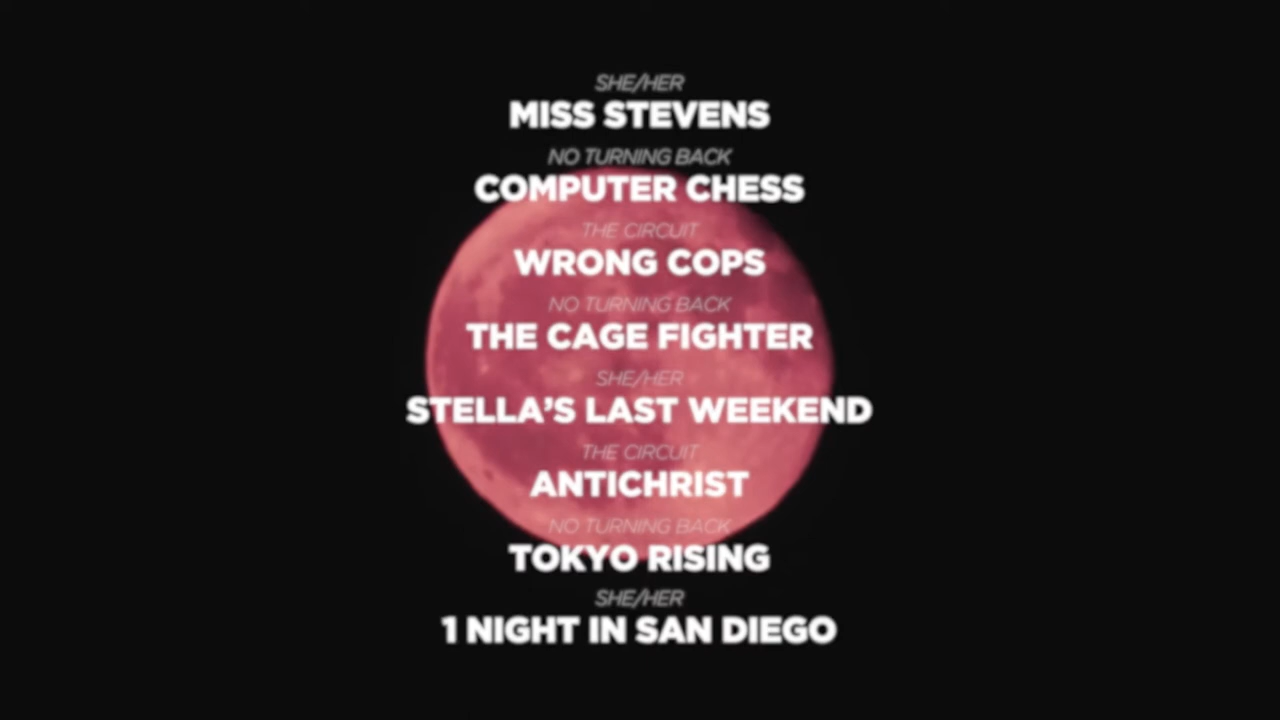 SHE/HER
MISS STEVENS
NO TURNING BACK
COMPUTER CHESS
THE CIRCUIT
WRONG COPS
NO TURNING BACK
THE CAGE FIGHTER
SHE/HER
STELLA’S LAST WEEKEND
THE CIRCUIT
ANTICHRIST
NO TURNING BACK
TOKYO RISING
SHE/HER
1 NIGHT IN SAN DIEGO